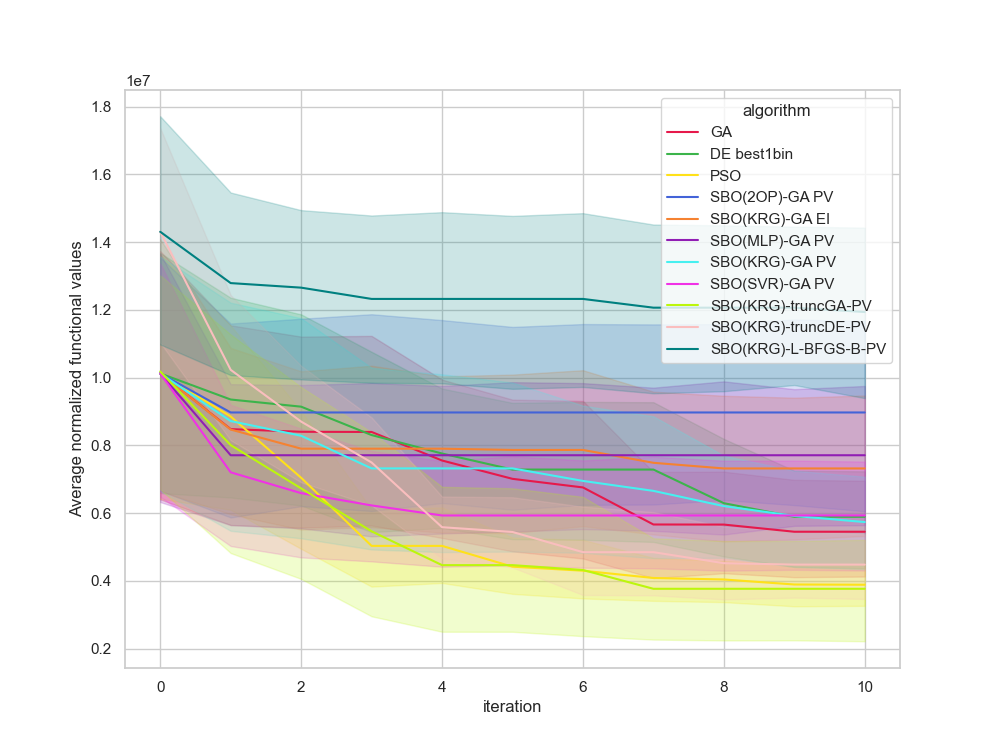 1e7
1.8
1.6
1.4
1.2
1.0
0.8
0.6
0.4
0.2
Average normalized functional values
algorithm
GA
DE best1bin
PSO
SBO(2OP)-GA PV
SBO(KRG)-GA EI
SBO(MLP)-GA PV
SBO(KRG)-GA PV
SBO(SVR)-GA PV
SBO(KRG)-truncGA-PV
SBO(KRG)-truncDE-PV
SBO(KRG)-L-BFGS-B-PV
0 2 4 6 8 10
iteration